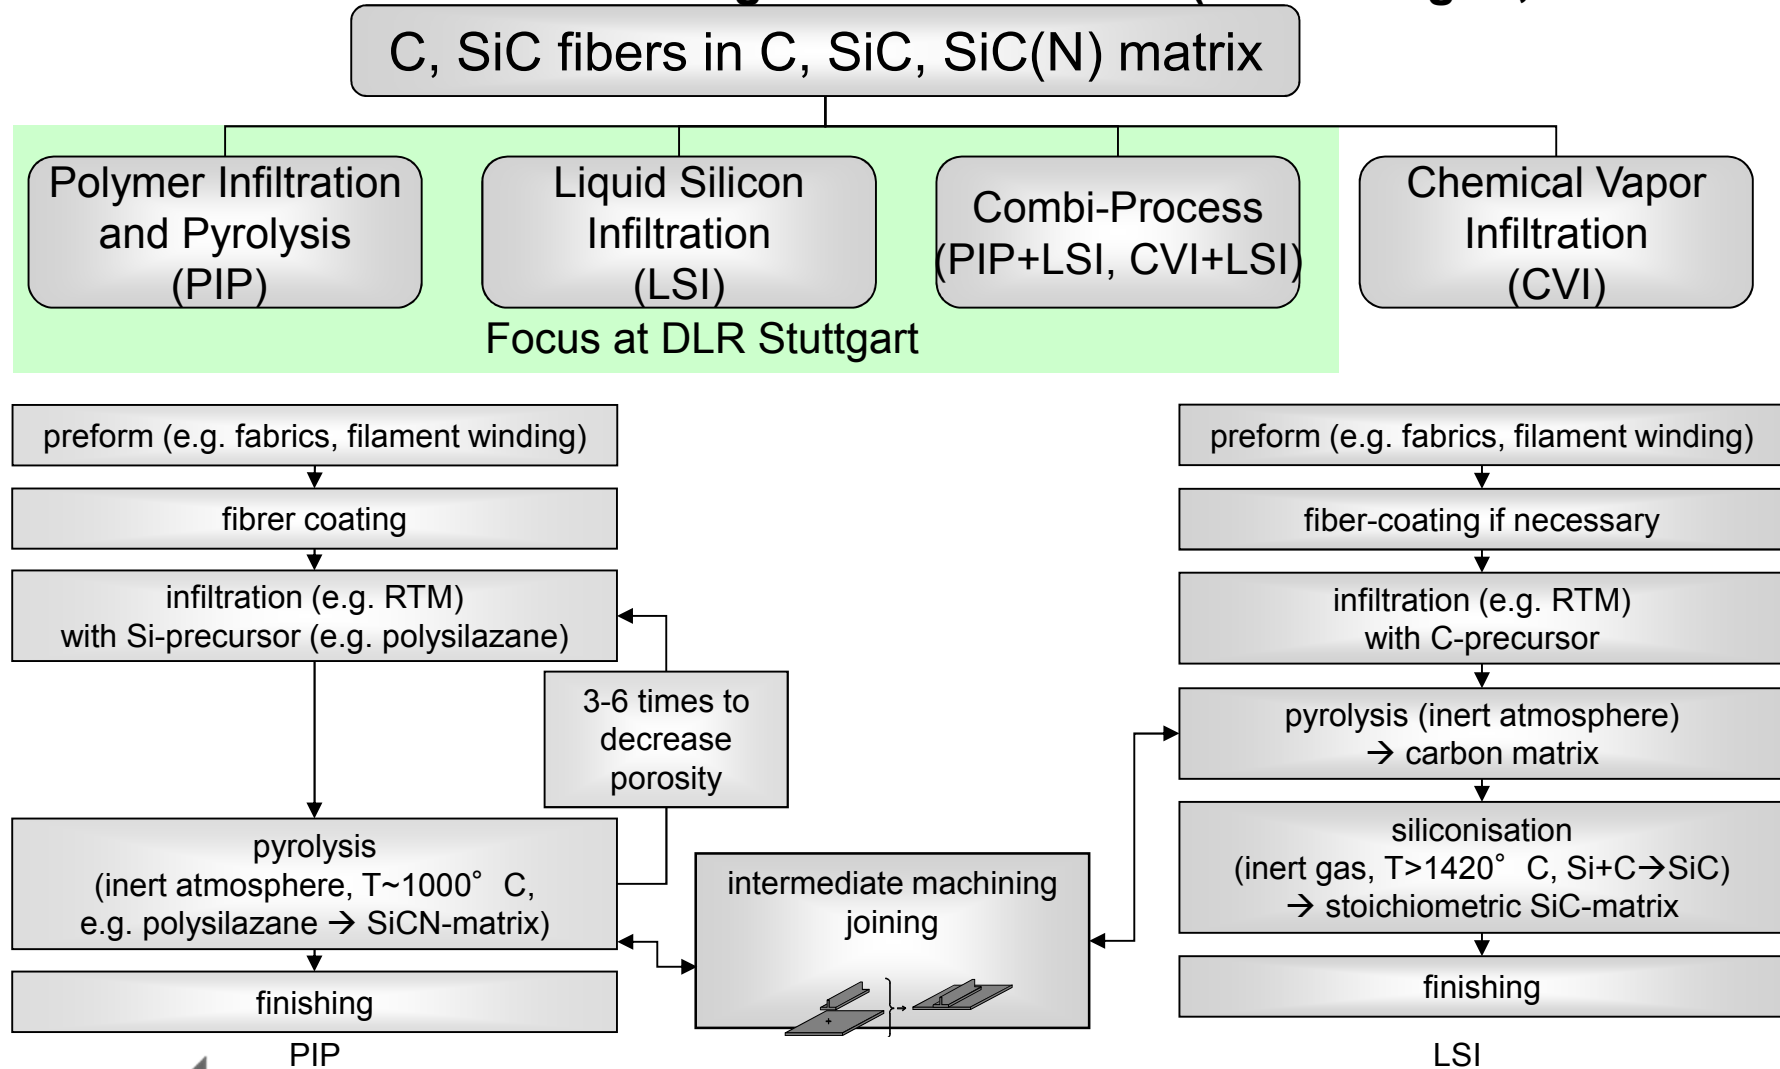 C, SiC fibers in C, SiC, SiC(N) matrix
Polymer Infiltration
and Pyrolysis
(PIP)
Liquid Silicon
Infiltration
(LSI)
Combi-Process
(PIP+LSI, CVI+LSI)
Chemical Vapor
Infiltration
(CVI)
Focus at DLR Stuttgart
preform (e.g. fabrics, filament winding)
fibrer coating
infiltration (e.g. RTM)
with Si-precursor (e.g. polysilazane)
3-6 times to
decrease
porosity
pyrolysis
(inert atmosphere, T~1000° C,
e.g. polysilazane → SiCN-matrix)
finishing
PIP
intermediate machining
joining
preform (e.g. fabrics, filament winding)
fiber-coating if necessary
infiltration (e.g. RTM)
with C-precursor
pyrolysis (inert atmosphere)
→ carbon matrix
siliconisation
(inert gas, T>1420° C, Si+C→SiC)
→ stoichiometric SiC-matrix
finishing
LSI